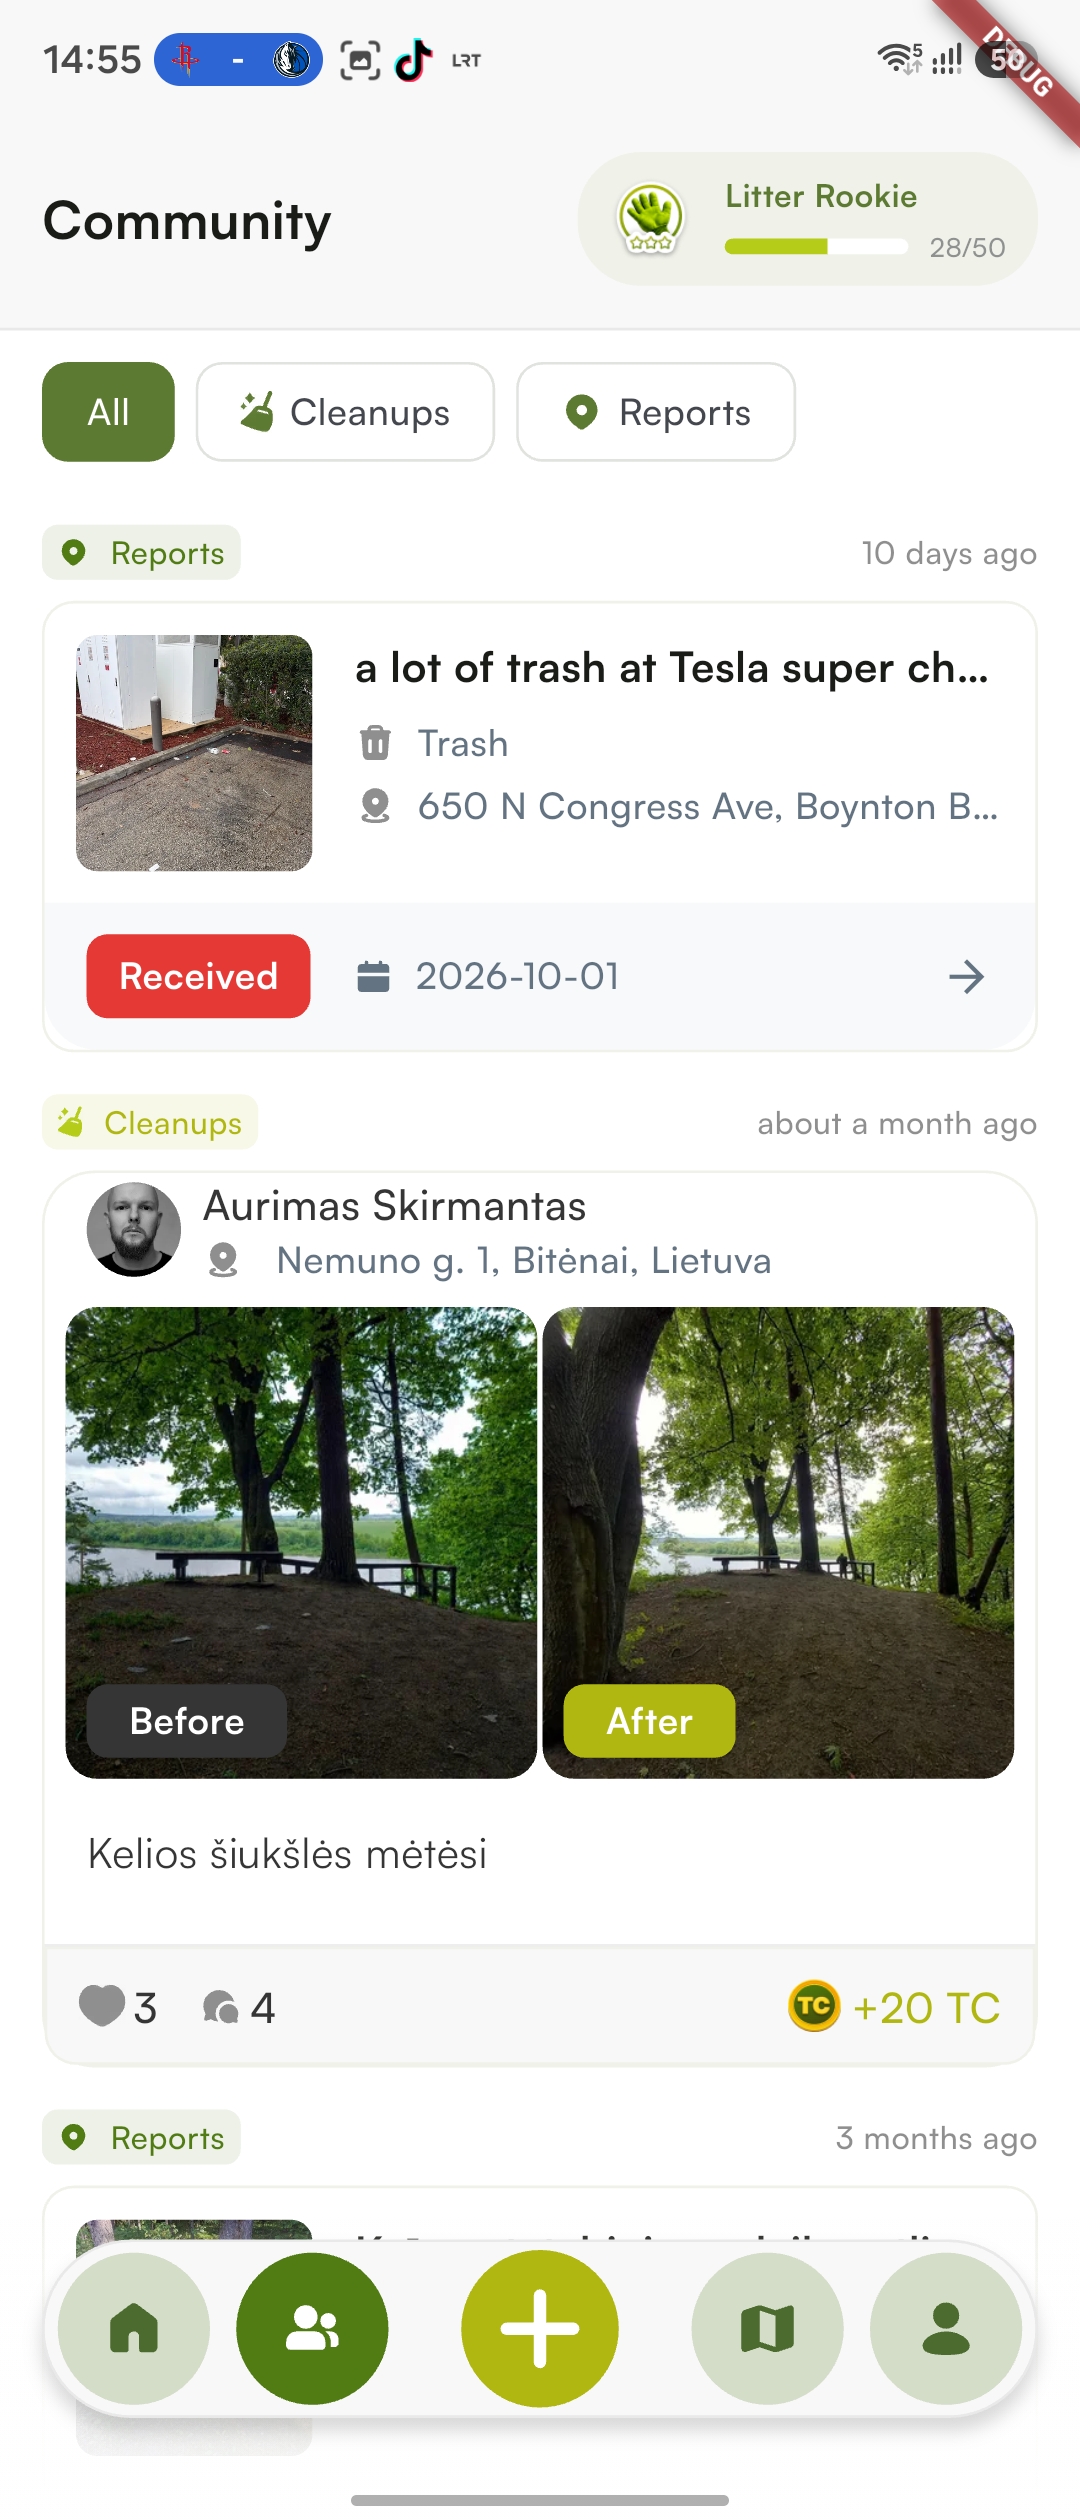 14:55
-
LRT
5
DEBUG
Community
Litter Rookie
28/50
All
Cleanups
Reports
Reports
10 days ago
a lot of trash at Tesla super ch...
Trash
650 N Congress Ave, Boynton B...
Received
2026-10-01
Cleanups
about a month ago
Aurimas Skirmantas
Nemuno g. 1, Bitėnai, Lietuva
Before
After
Kelios šiukšlės mėtėsi
3
4
TC
+20 TC
Reports
3 months ago